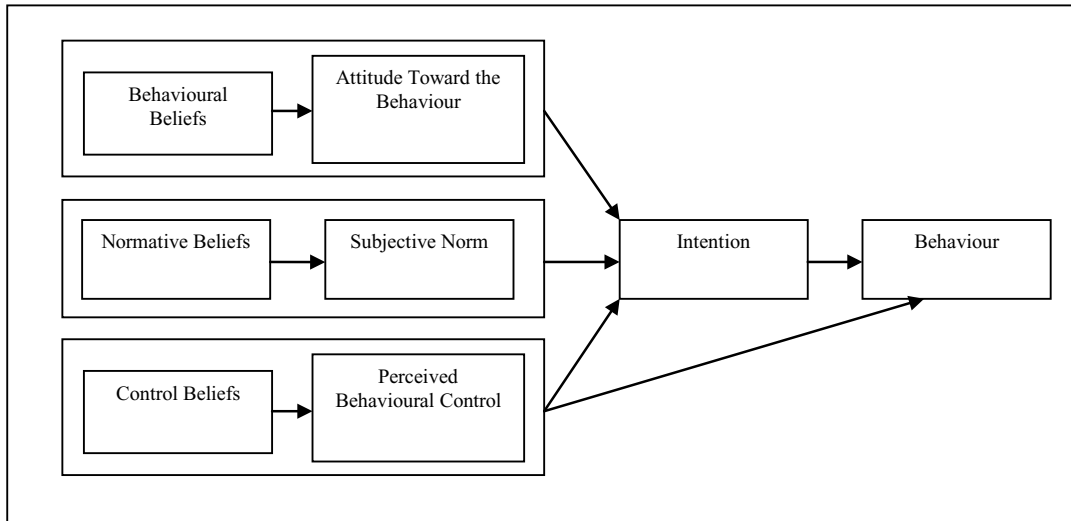 Behavioural
Beliefs
Attitude Toward the
Behaviour
Normative Beliefs
Subjective Norm
Intention
Behaviour
Control Beliefs
Perceived
Behavioural Control